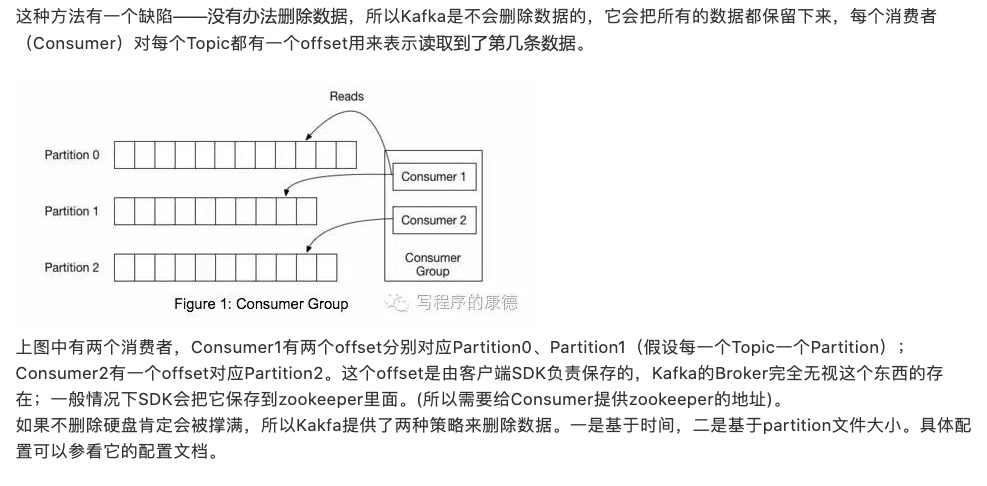 这种方法有一个缺陷——没有办法删除数据，所以Kafka是不会删除数据的，它会把所有的数据都保留下来，每个消费者
（Consumer）对每个Topic都有一个offset用来表示读取到了第几条数据。
Reads
Partition 0
Consumer 1
Partition 1
Consumer 2
Partition 2
Consumer
Group
Figure 1: Consumer Group
写程序的康德
上图中有两个消费者，Consumer1有两个offset分别对应Partition0、Partition1（假设每一个Topic一个Partition）；
Consumer2有一个offset对应Partition2。这个offset是由客户端SDK负责保存的，Kafka的Broker完全无视这个东西的存
在；一般情况下SDK会把它保存到zookeeper里面。(所以需要给Consumer提供zookeeper的地址)。
如果不删除硬盘肯定会被撑满，所以Kakfa提供了两种策略来删除数据。一是基于时间，二是基于partition文件大小。具体配
置可以参看它的配置文档。